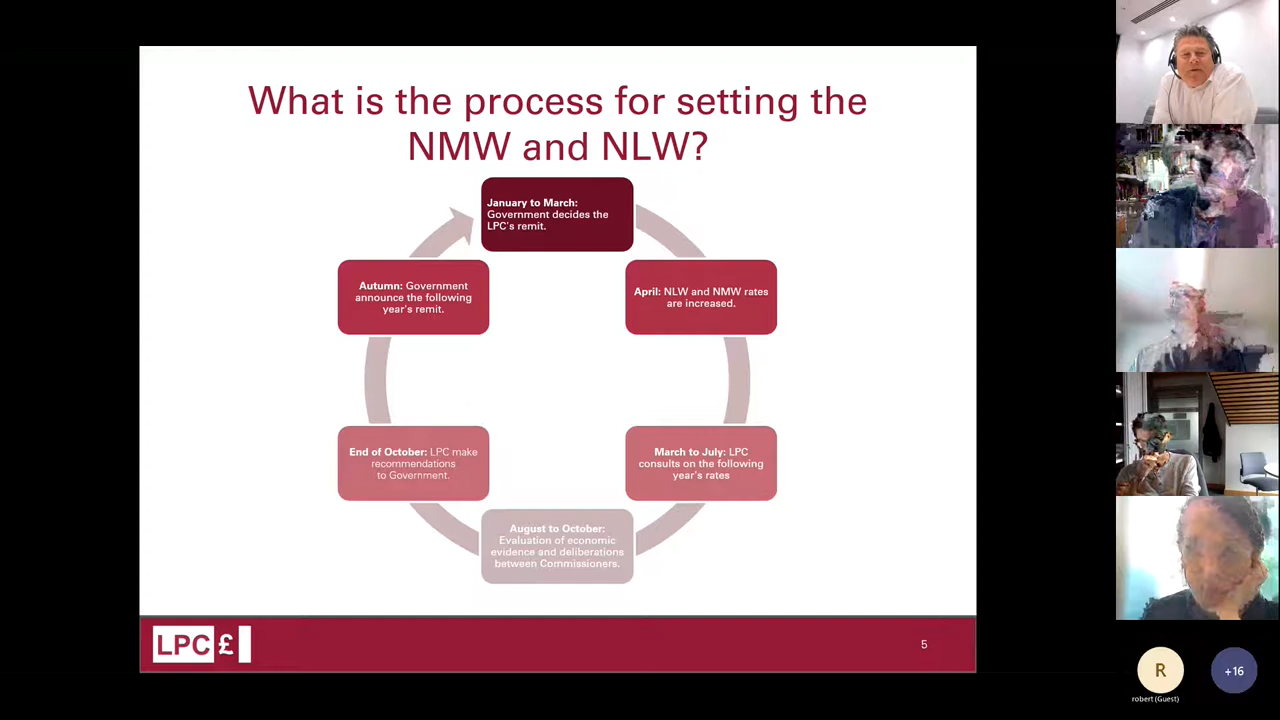 What is the process for setting the
NMW and NLW?
January to March:
Government decides the
LPC's remit.
April: NLW and NMW rates
are increased.
March to July: LPC
consults on the following
year's rates
August to October:
Evaluation of economic
evidence and deliberations
between Commissioners.
End of October: LPC make
recommendations
to Government.
Autumn: Government
announce the following
year's remit.
LPC £
5
R
+16
robert (Guest)